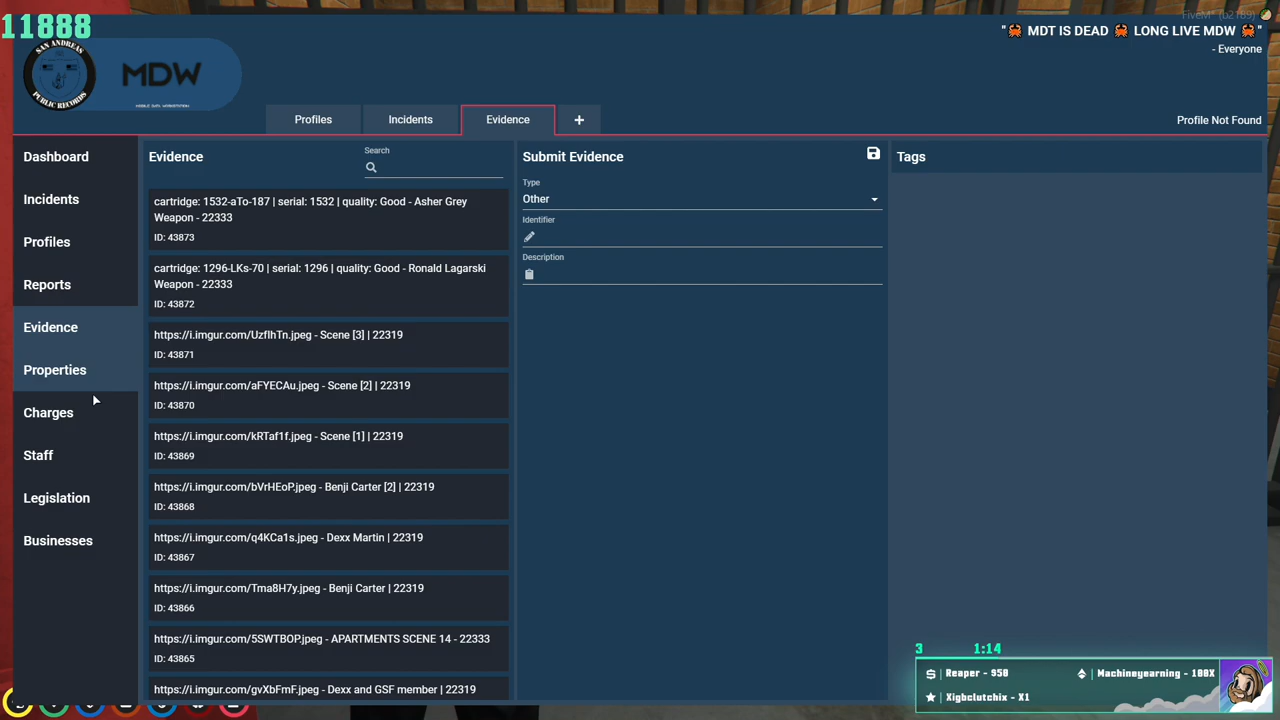 11888
FiveM® (b2189)
"🦀 MDT IS DEAD 🦀 LONG LIVE MDW 🦀"
- Everyone
SAN ANDREAS
PUBLIC RECORDS
MDW
MOBILE DATA WORKSTATION
Profiles
Incidents
Evidence
+
Profile Not Found
Dashboard
Incidents
Profiles
Reports
Evidence
Properties
Charges
Staff
Legislation
Businesses
Evidence
Search
cartridge: 1532-aTo-187 | serial: 1532 | quality: Good - Asher Grey
Weapon - 22333
ID: 43873
cartridge: 1296-LKs-70 | serial: 1296 | quality: Good - Ronald Lagarski
Weapon - 22333
ID: 43872
https://i.imgur.com/UzfIhTn.jpeg - Scene [3] | 22319
ID: 43871
https://i.imgur.com/aFYECAu.jpeg - Scene [2] | 22319
ID: 43870
https://i.imgur.com/kRTaf1f.jpeg - Scene [1] | 22319
ID: 43869
https://i.imgur.com/bVrHEoP.jpeg - Benji Carter [2] | 22319
ID: 43868
https://i.imgur.com/q4KCa1s.jpeg - Dexx Martin | 22319
ID: 43867
https://i.imgur.com/Tma8H7y.jpeg - Benji Carter | 22319
ID: 43866
https://i.imgur.com/5SWTBOP.jpeg - APARTMENTS SCENE 14 - 22333
ID: 43865
https://i.imgur.com/gvXbFmF.jpeg - Dexx and GSF member | 22319
Submit Evidence
Type
Other
Identifier
Description
Tags
3 1:14
Reaper - 950
Machineyearning - 100X
Xigbclutchix - X1